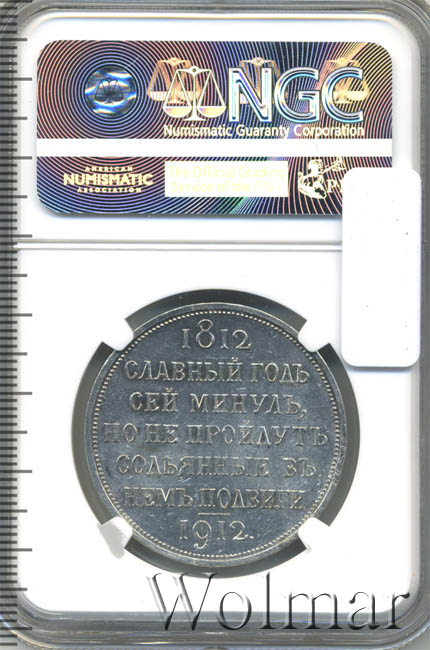 NGC
Numismatic Guaranty Corporation
AMERICAN
NUMISMATIC
ASSOCIATION
The Official Grading
Service of the
P
1812
СЛАВНЫЙ ГОДЪ
СЕЙ МИНУЛЪ,
НО НЕ ПРОЙДУТЪ
СОДѢЯННЫЕ ВЪ
НЕМЪ ПОДВИГИ
1912.
Wolmar